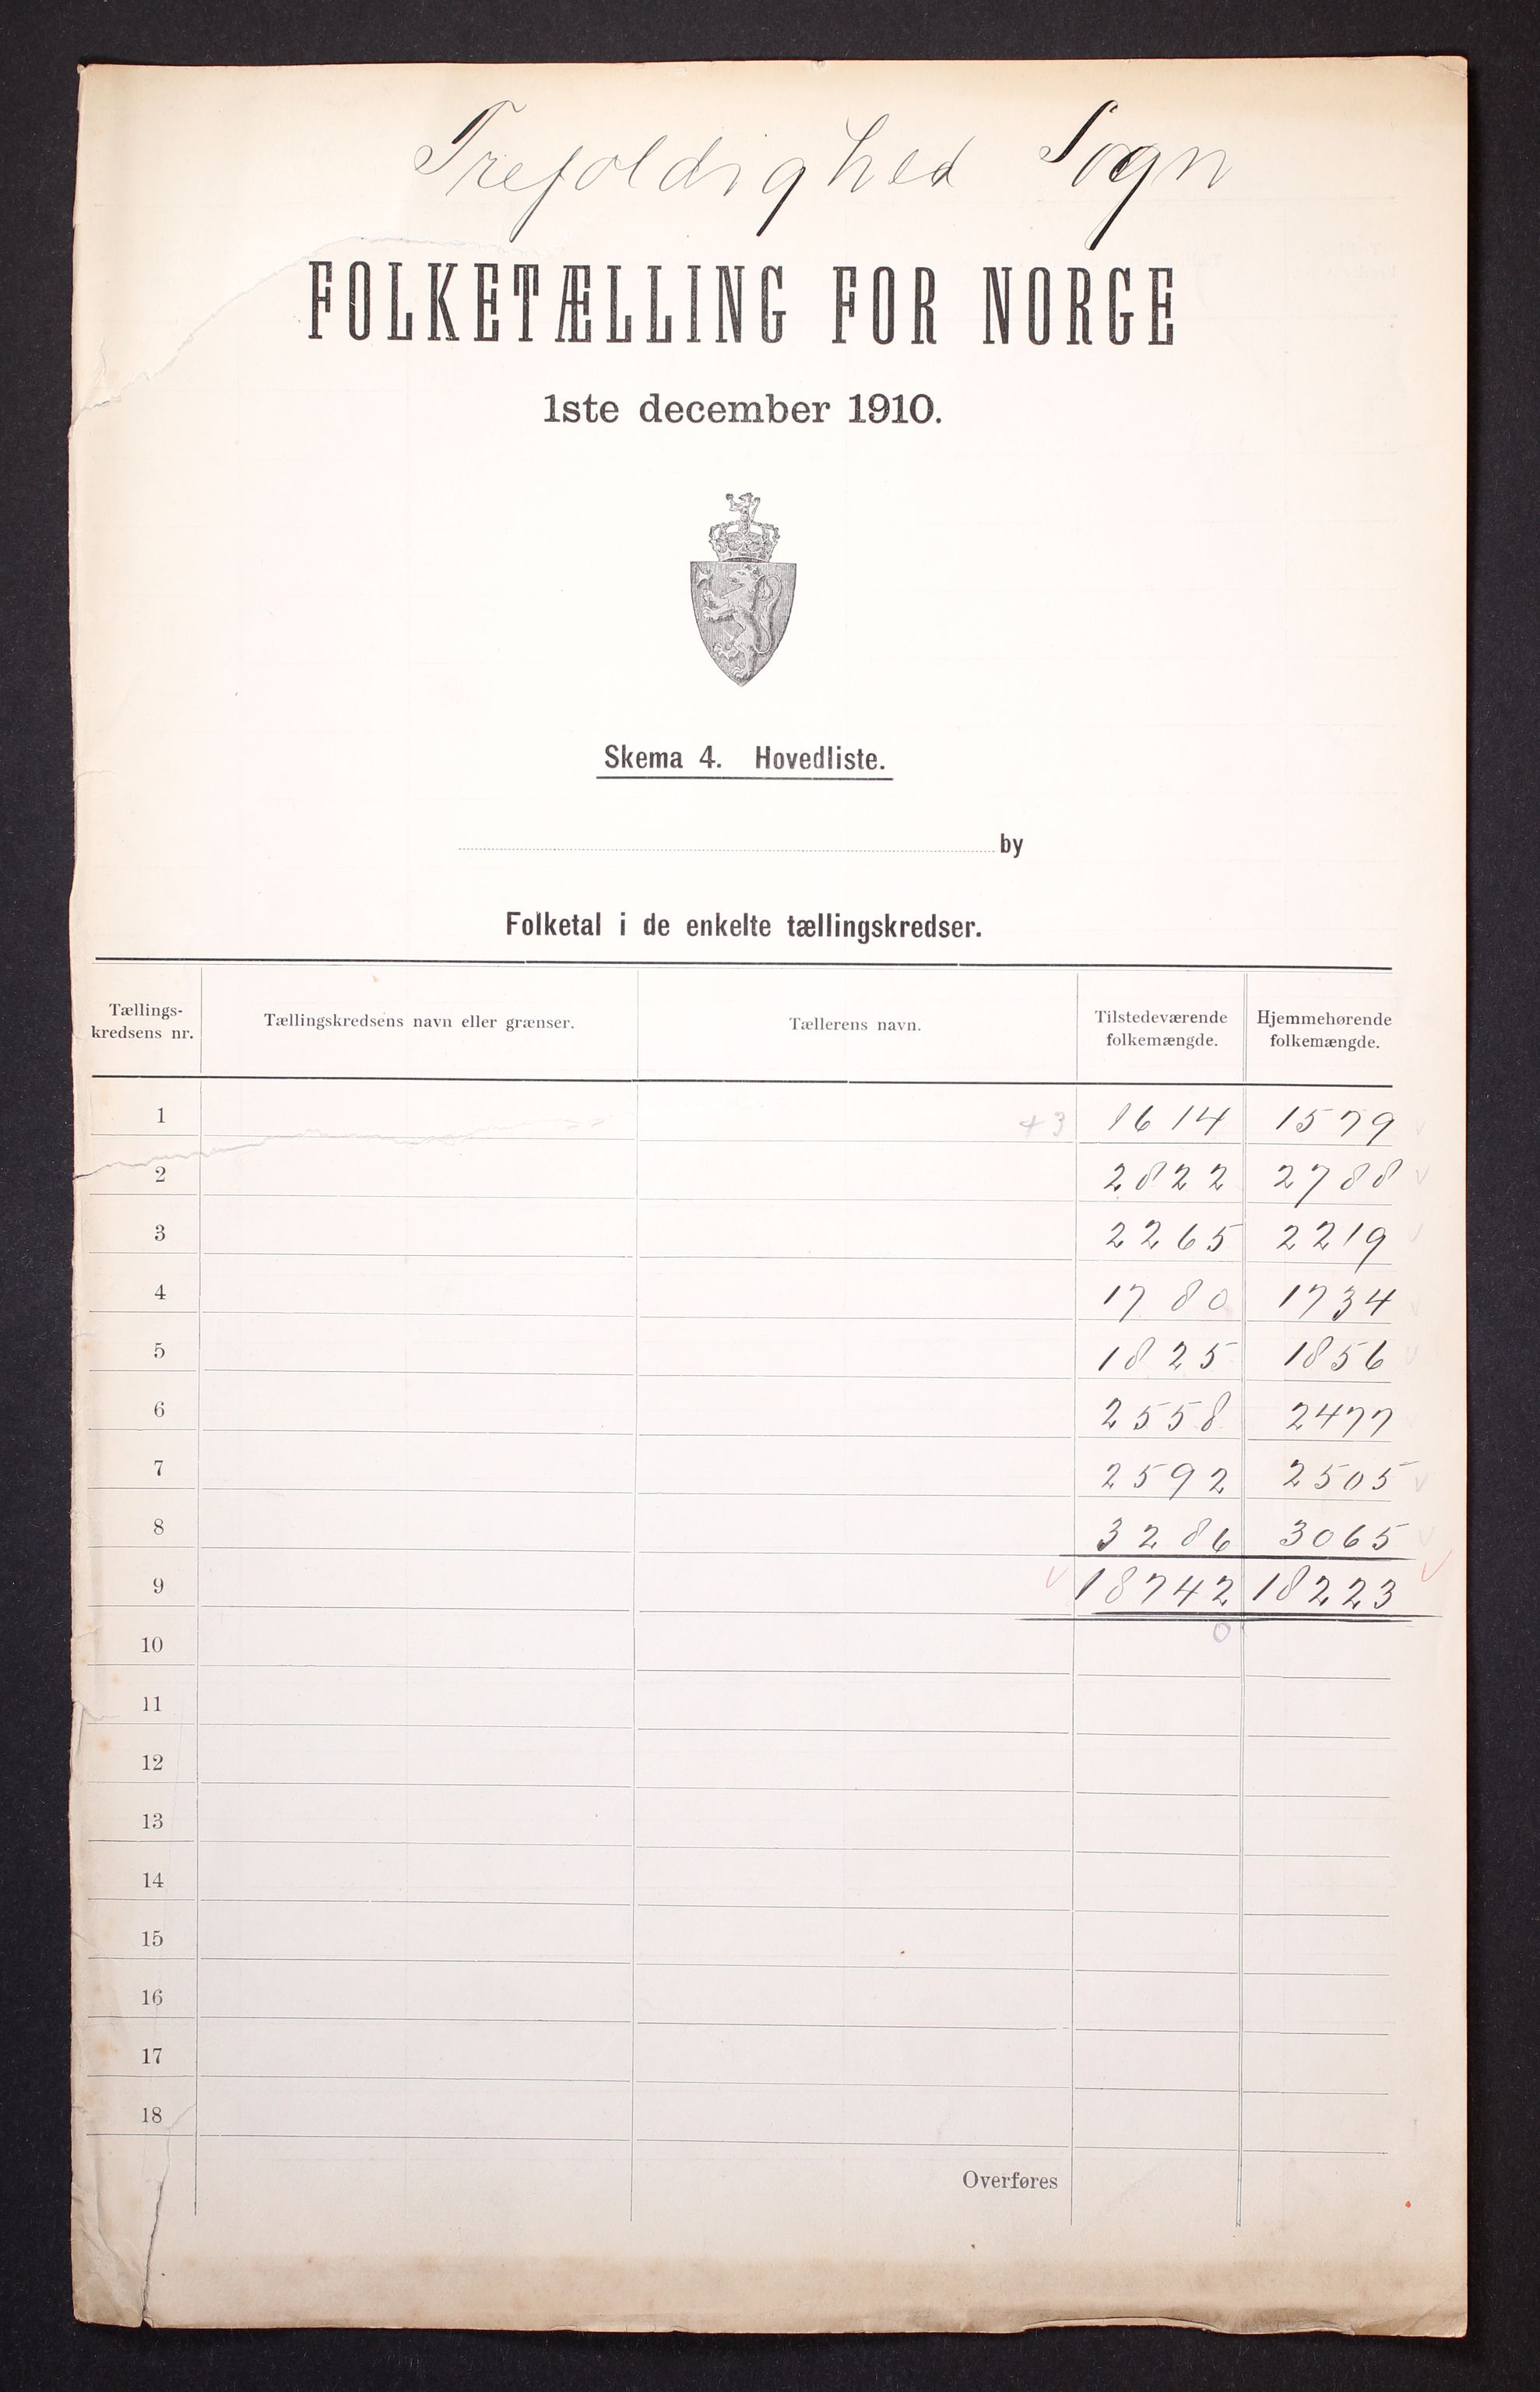 Trefoldighed Sogn
FOLKETÆLLING FOR NORGE
1ste december 1910.
Skema 4. Hovedliste.
by
Folketal i de enkelte tællingskredser.
Tællings-kredsens nr. Tællingskredsens navn eller grænser. Tællerens navn. Tilstedeværende folkemængde. Hjemmehørende folkemængde.
1 +3 1614 1579
2 2822 2788
3 2265 2219
4 1780 1734
5 1825 1856
6 2558 2477
7 2592 2505
8 3286 3065
9 18742 18223
10 0
11
12
13
14
15
16
17
18
Overføres